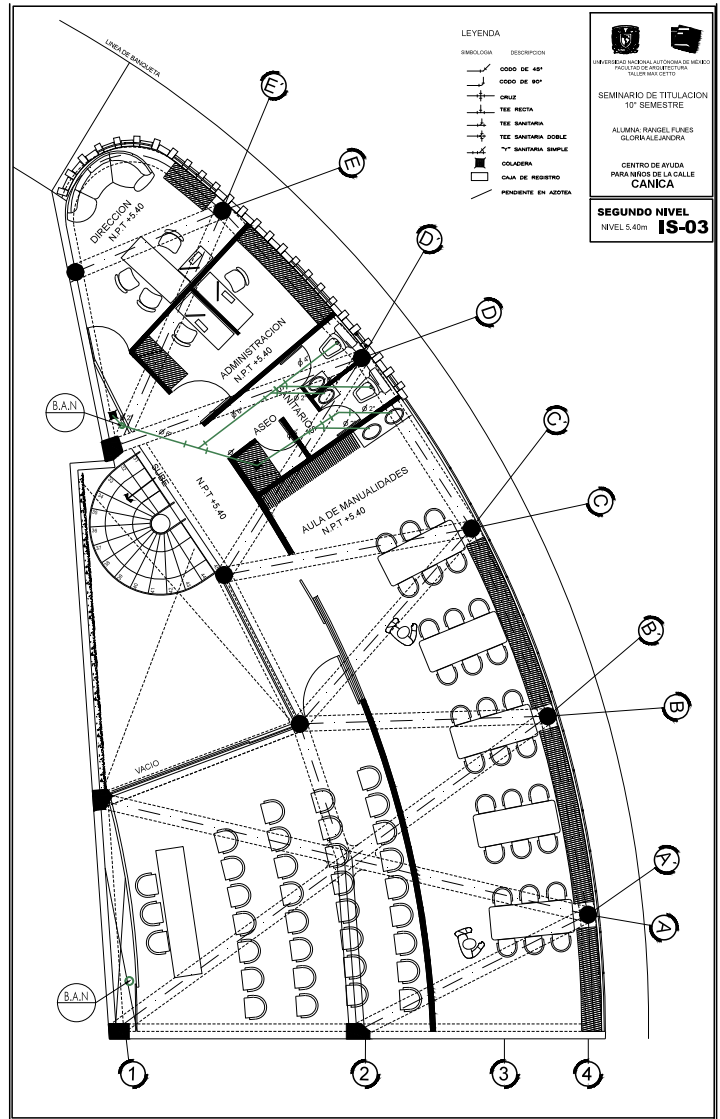 LEYENDA
SIMBOLOGIA DESCRIPCION
CODO DE 45°
CODO DE 90°
CRUZ
TEE RECTA
TEE SANITARIA
TEE SANITARIA DOBLE
"Y" SANITARIA SIMPLE
COLADERA
CAJA DE REGISTRO
PENDIENTE EN AZOTEA
UNIVERSIDAD NACIONAL AUTÓNOMA DE MÉXICO
FACULTAD DE ARQUITECTURA
TALLER MAX CETTO
SEMINARIO DE TITULACION
10° SEMESTRE
ALUMNA: RANGEL FUNES
GLORIA ALEJANDRA
CENTRO DE AYUDA
PARA NIÑOS DE LA CALLE
CANICA
SEGUNDO NIVEL
NIVEL 5.40m IS-03
LINEA DE BANQUETA
E'
E
DIRECCION
N.P.T +5.40
D'
D
ADMINISTRACION
N.P.T +5.40
Ø 4"
Ø 2"
Ø 2"
B.A.N
ASEO
SUBE
N.P.T +5.40
AULA DE MANUALIDADES
N.P.T +5.40
C'
C
B'
B
VACIO
A'
A
B.A.N
1
2
3
4